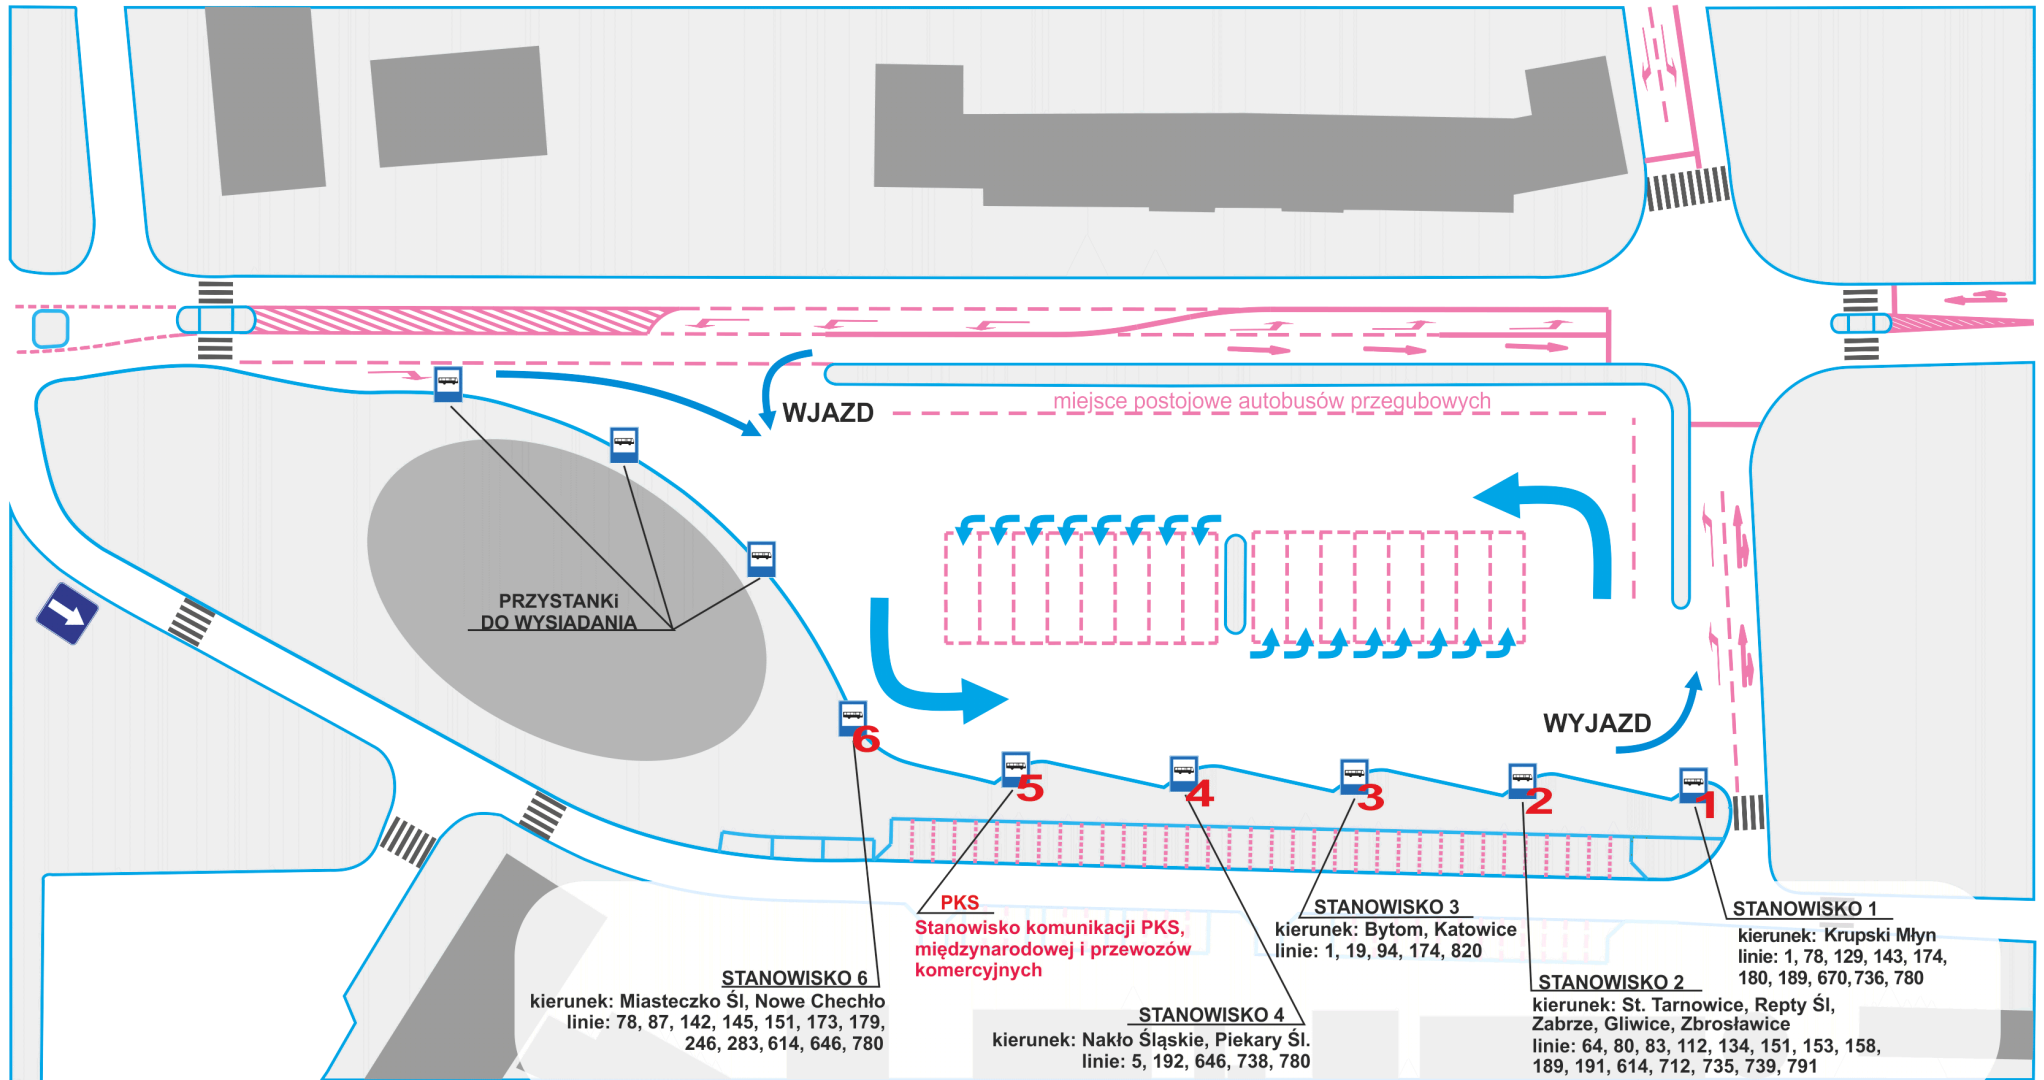 miejsce postojowe autobusów przegubowych
WJAZD
PRZYSTANKi
DO WYSIADANIA
WYJAZD
6
5
4
3
2
1
PKS
Stanowisko komunikacji PKS,
międzynarodowej i przewozów
komercyjnych
STANOWISKO 3
kierunek: Bytom, Katowice
linie: 1, 19, 94, 174, 820
STANOWISKO 1
kierunek: Krupski Młyn
linie: 1, 78, 129, 143, 174,
180, 189, 670, 736, 780
STANOWISKO 6
kierunek: Miasteczko Śl, Nowe Chechło
linie: 78, 87, 142, 145, 151, 173, 179,
246, 283, 614, 646, 780
STANOWISKO 4
kierunek: Nakło Śląskie, Piekary Śl.
linie: 5, 192, 646, 738, 780
STANOWISKO 2
kierunek: St. Tarnowice, Repty Śl,
Zabrze, Gliwice, Zbrosławice
linie: 64, 80, 83, 112, 134, 151, 153, 158,
189, 191, 614, 712, 735, 739, 791